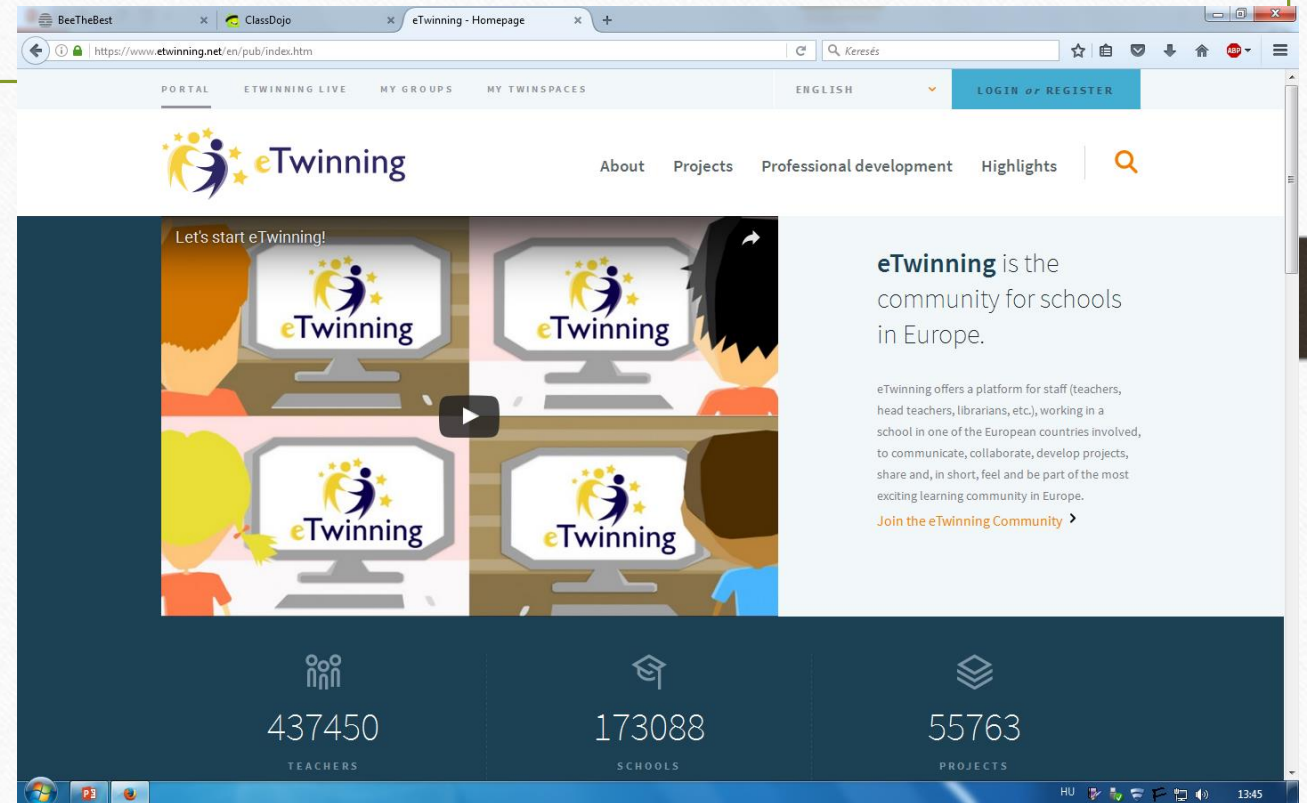 BeeTheBest
ClassDojo
eTwinning - Homepage
https://www.etwinning.net/en/pub/index.htm
Keresés
ABP
PORTAL ETWINNING LIVE MY GROUPS MY TWINSPACES
ENGLISH
LOGIN or REGISTER
eTwinning
About Projects Professional development Highlights
Let's start eTwinning!
eTwinning
eTwinning
eTwinning
eTwinning
eTwinning is the
community for schools
in Europe.
eTwinning offers a platform for staff (teachers,
head teachers, librarians, etc.), working in a
school in one of the European countries involved,
to communicate, collaborate, develop projects,
share and, in short, feel and be part of the most
exciting learning community in Europe.
Join the eTwinning Community
437450 173088 55763
TEACHERS SCHOOLS PROJECTS
HU 13:45